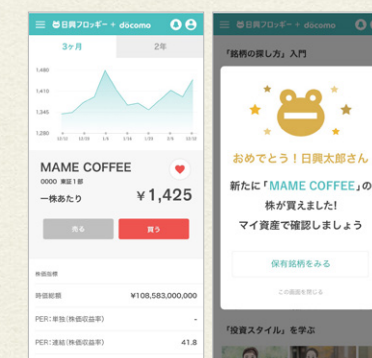 日興フロッギー + docomo
3ヶ月
2年
1,480
1,410
1,345
1,280
MAME COFFEE
0000 東証1部
一株あたり
¥1,425
売る
買う
株価指標
時価総額
¥108,583,000,000
PER:単独(株価収益率)
-
PER:連結(株価収益率)
41.8
日興フロッギー + docomo
「銘柄の探し方」入門
おめでとう!日興太郎さん
新たに「MAME COFFEE」の
株が買えました!
マイ資産で確認しましょう
保有銘柄をみる
この画面を閉じる
「投資スタイル」を学ぶ